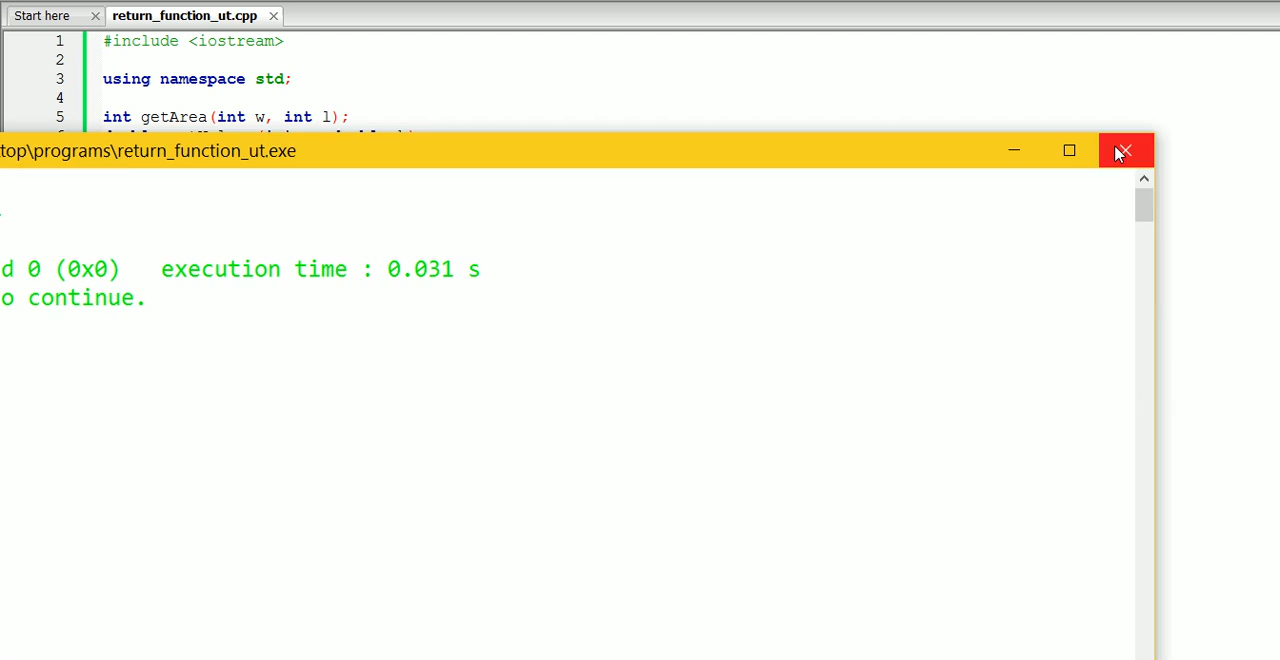 Start here
return_function_ut.cpp
1 #include <iostream>
2
3 using namespace std;
4
5 int getArea(int w, int l);
top\programs\return_function_ut.exe
d 0 (0x0)   execution time : 0.031 s
o continue.